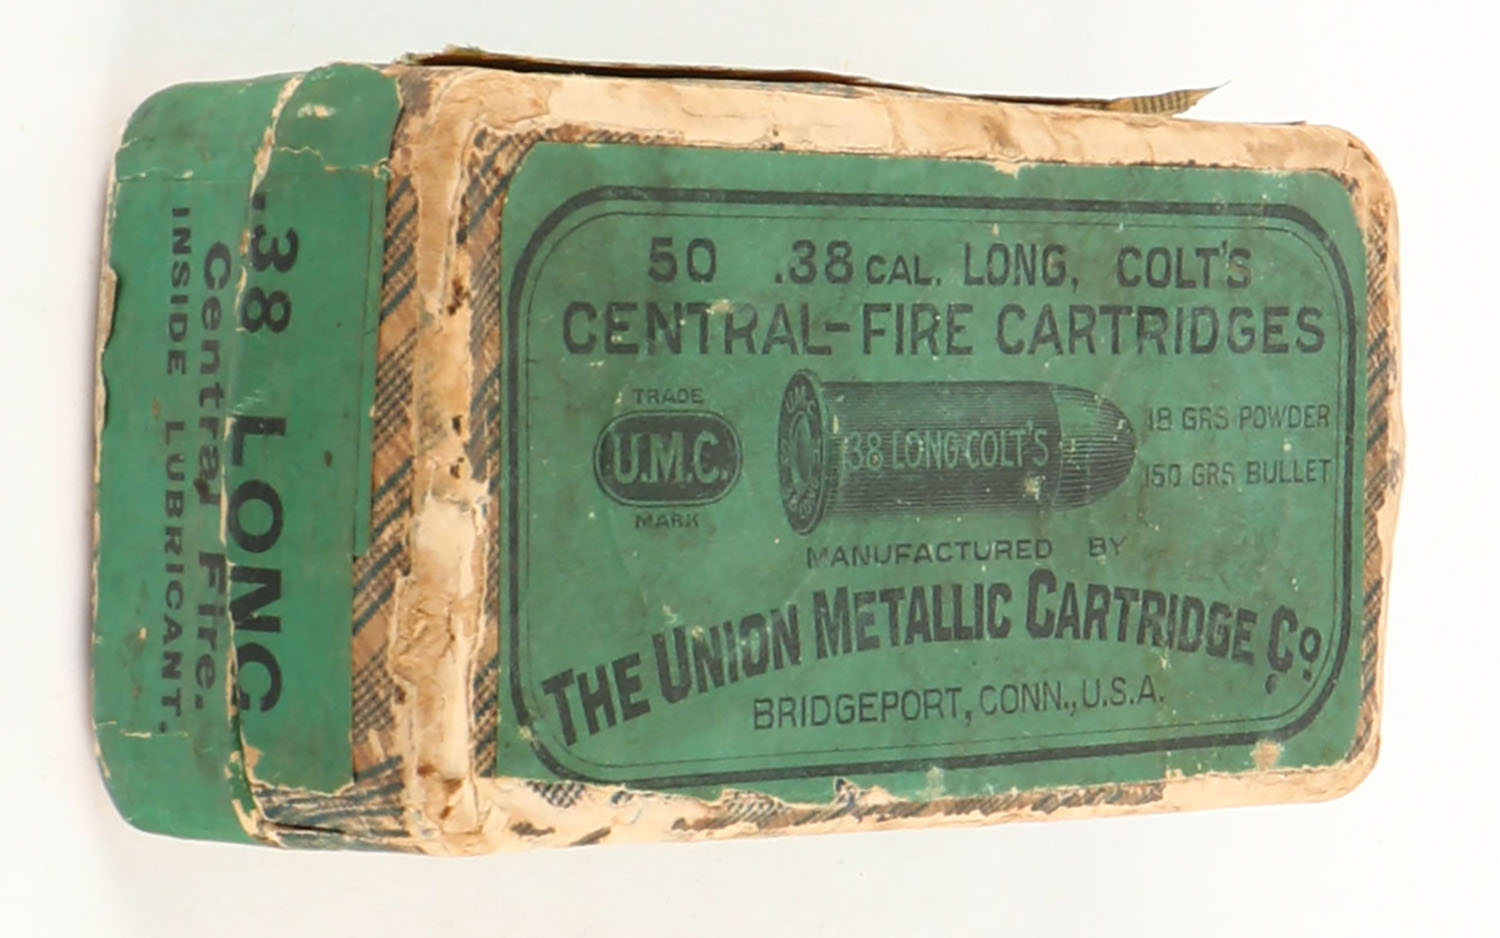 50 .38 CAL. LONG, COLT'S
CENTRAL-FIRE CARTRIDGES
TRADE
U.M.C.
MARK
U.M.C.
.38 LONG COLT'S
18 GRS POWDER
150 GRS BULLET
MANUFACTURED BY
THE UNION METALLIC CARTRIDGE Co.
BRIDGEPORT, CONN., U.S.A.
.38 LONG
Central Fire.
INSIDE LUBRICANT.